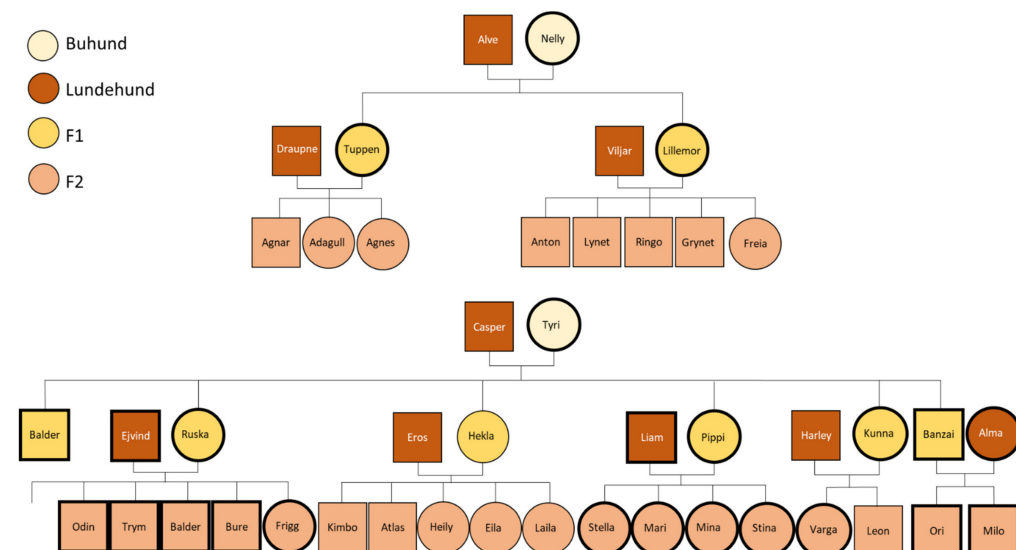 Buhund
Lundehund
F1
F2
Alve Nelly
Draupne Tuppen Viljar Lillemor
Agnar Adagull Agnes Anton Lynet Ringo Grynet Freia
Casper Tyri
Balder Ejvind Ruska Eros Hekla Liam Pippi Harley Kunna Banzai Alma
Odin Trym Balder Bure Frigg Kimbo Atlas Heily Eila Laila Stella Mari Mina Stina Varga Leon Ori Milo